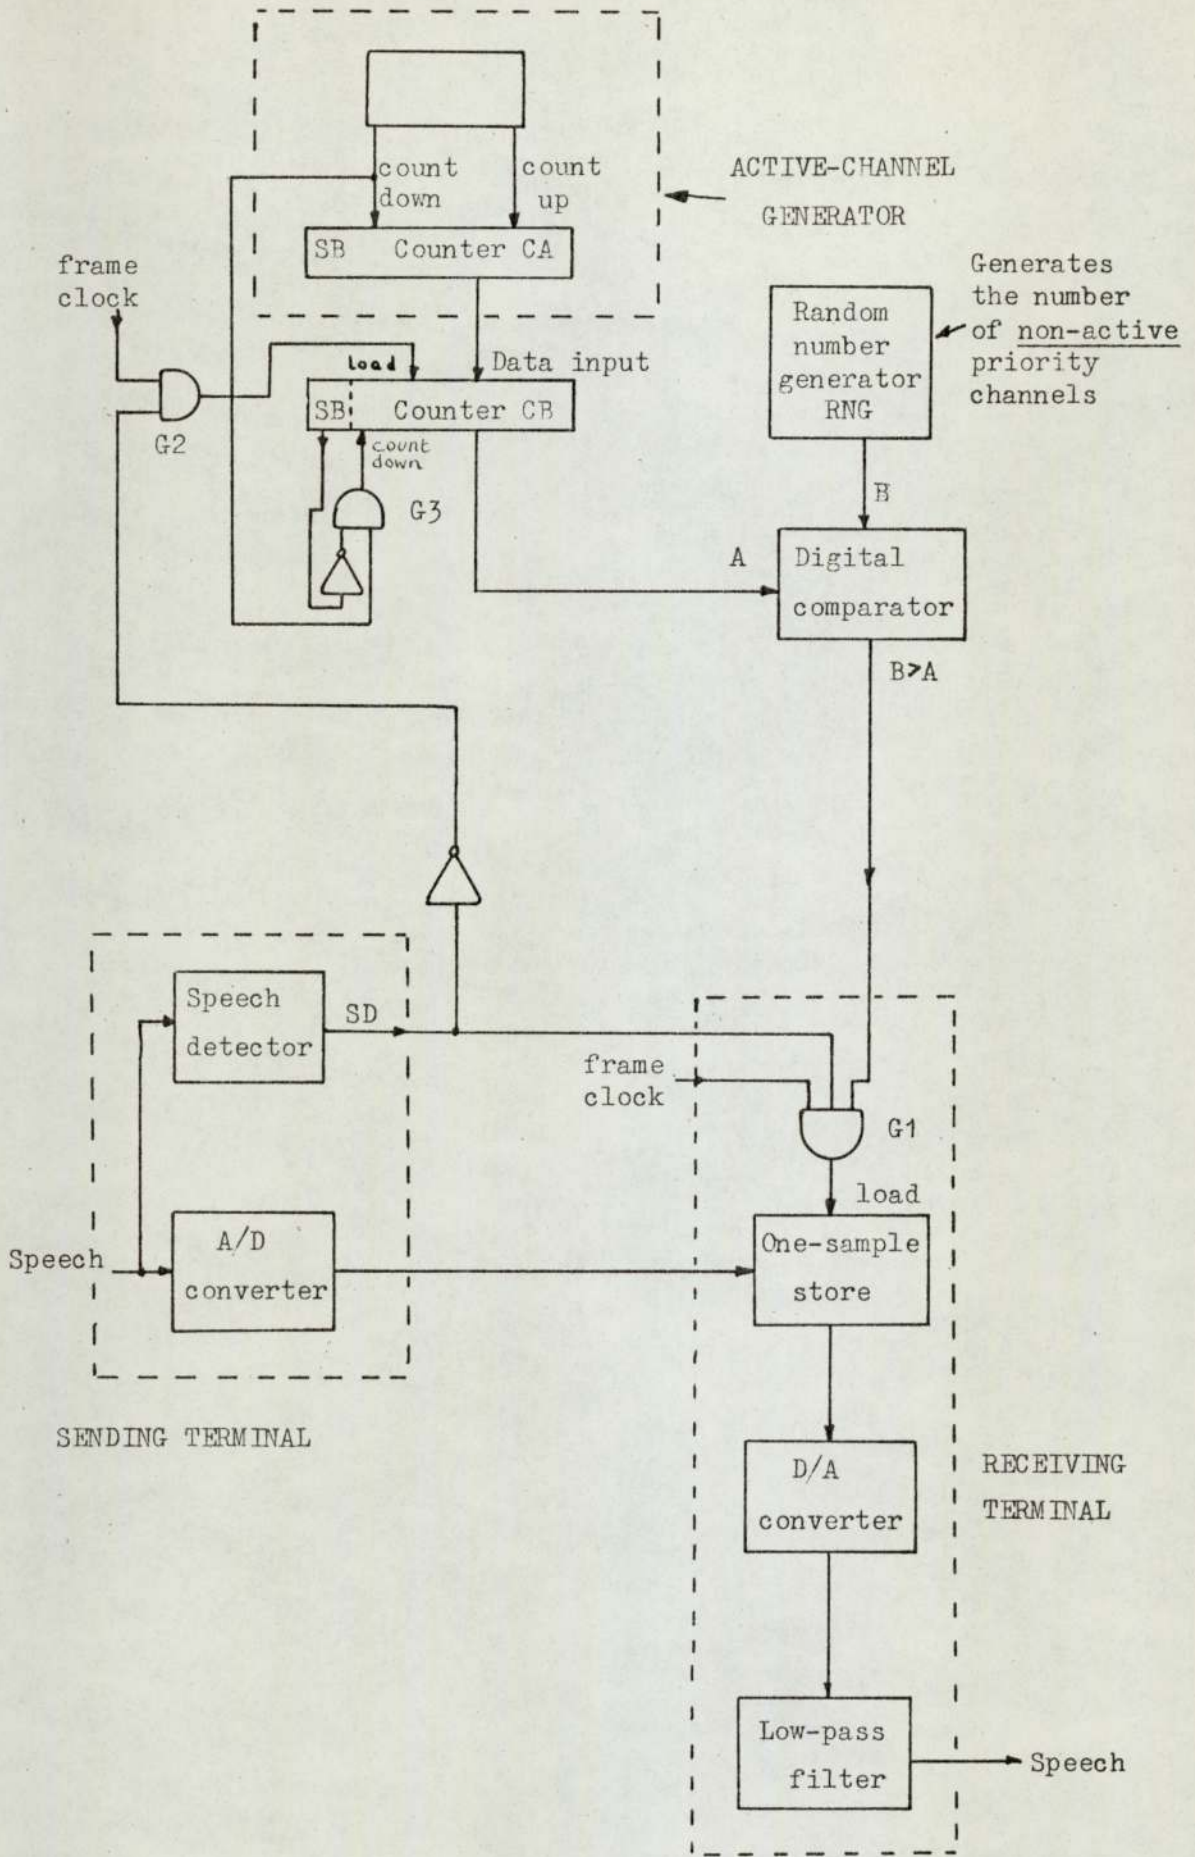 count
down
count
up
SB Counter CA
ACTIVE-CHANNEL
GENERATOR
frame
clock
Generates
the number
of non-active
priority
channels
Random
number
generator
RNG
load
Data input
SB Counter CB
G2
count
down
G3
B
A
Digital
comparator
B>A
Speech
detector
SD
frame
clock
G1
load
Speech
A/D
converter
One-sample
store
SENDING TERMINAL
D/A
converter
RECEIVING
TERMINAL
Low-pass
filter
Speech